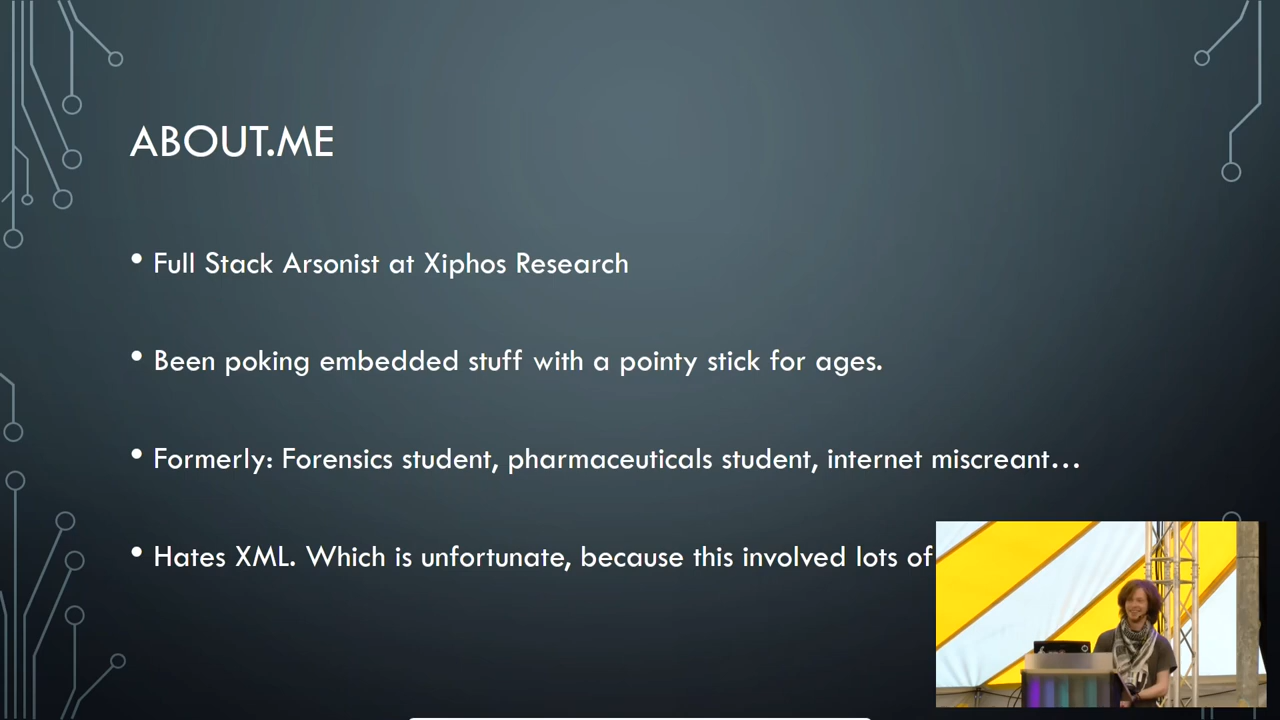 ABOUT.ME
• Full Stack Arsonist at Xiphos Research
• Been poking embedded stuff with a pointy stick for ages.
• Formerly: Forensics student, pharmaceuticals student, internet miscreant…
• Hates XML. Which is unfortunate, because this involved lots of